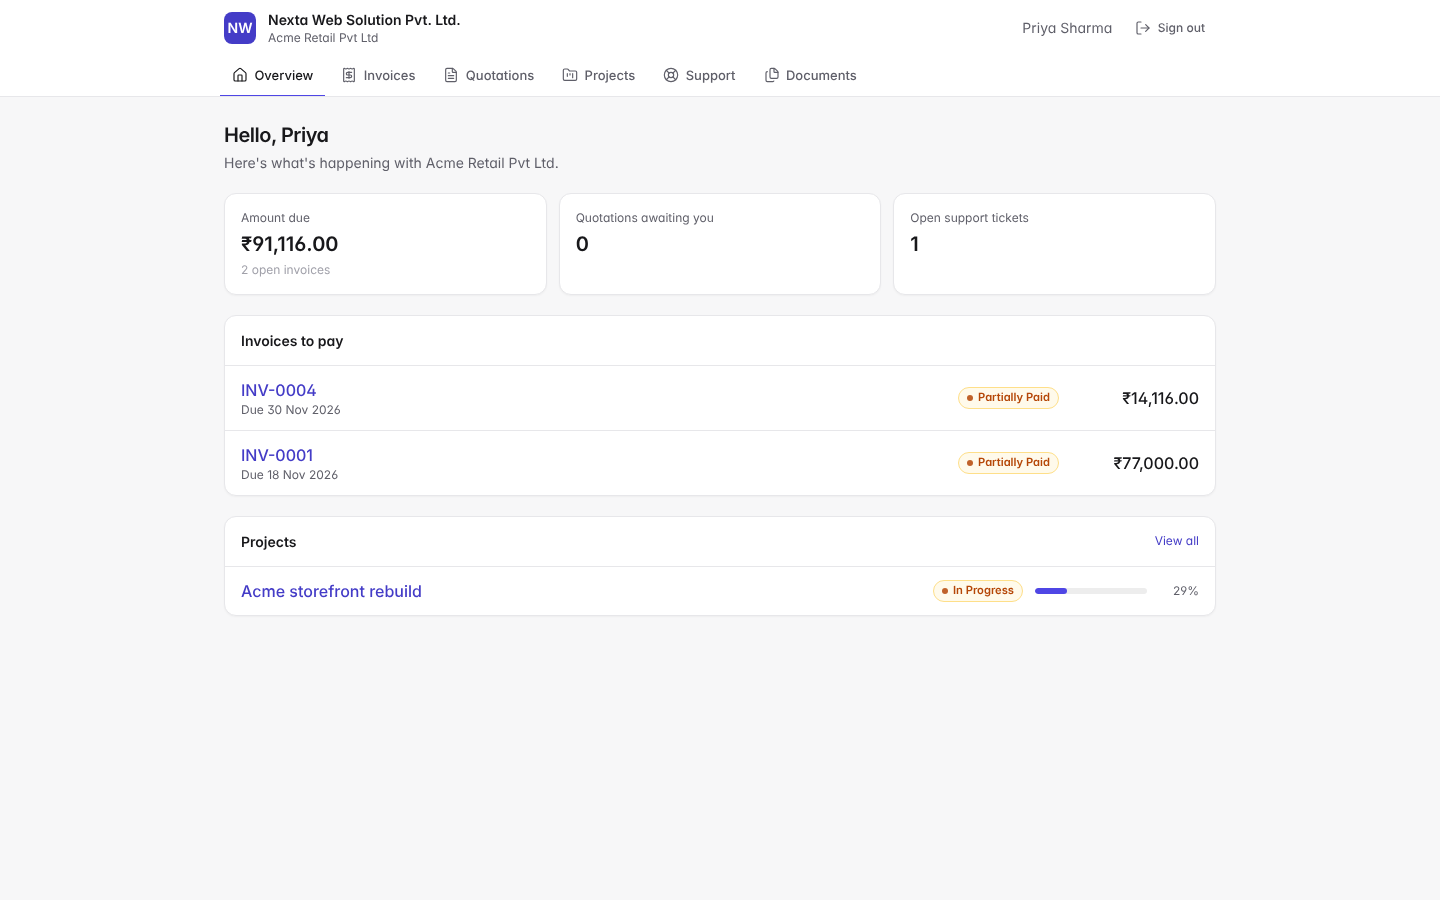 NW
Nexta Web Solution Pvt. Ltd.
Acme Retail Pvt Ltd
Priya Sharma
Sign out
Overview
Invoices
Quotations
Projects
Support
Documents
Hello, Priya
Here's what's happening with Acme Retail Pvt Ltd.
Amount due
₹91,116.00
2 open invoices
Quotations awaiting you
0
Open support tickets
1
Invoices to pay
INV-0004
Due 30 Nov 2026
Partially Paid
₹14,116.00
INV-0001
Due 18 Nov 2026
Partially Paid
₹77,000.00
Projects
View all
Acme storefront rebuild
In Progress
29%